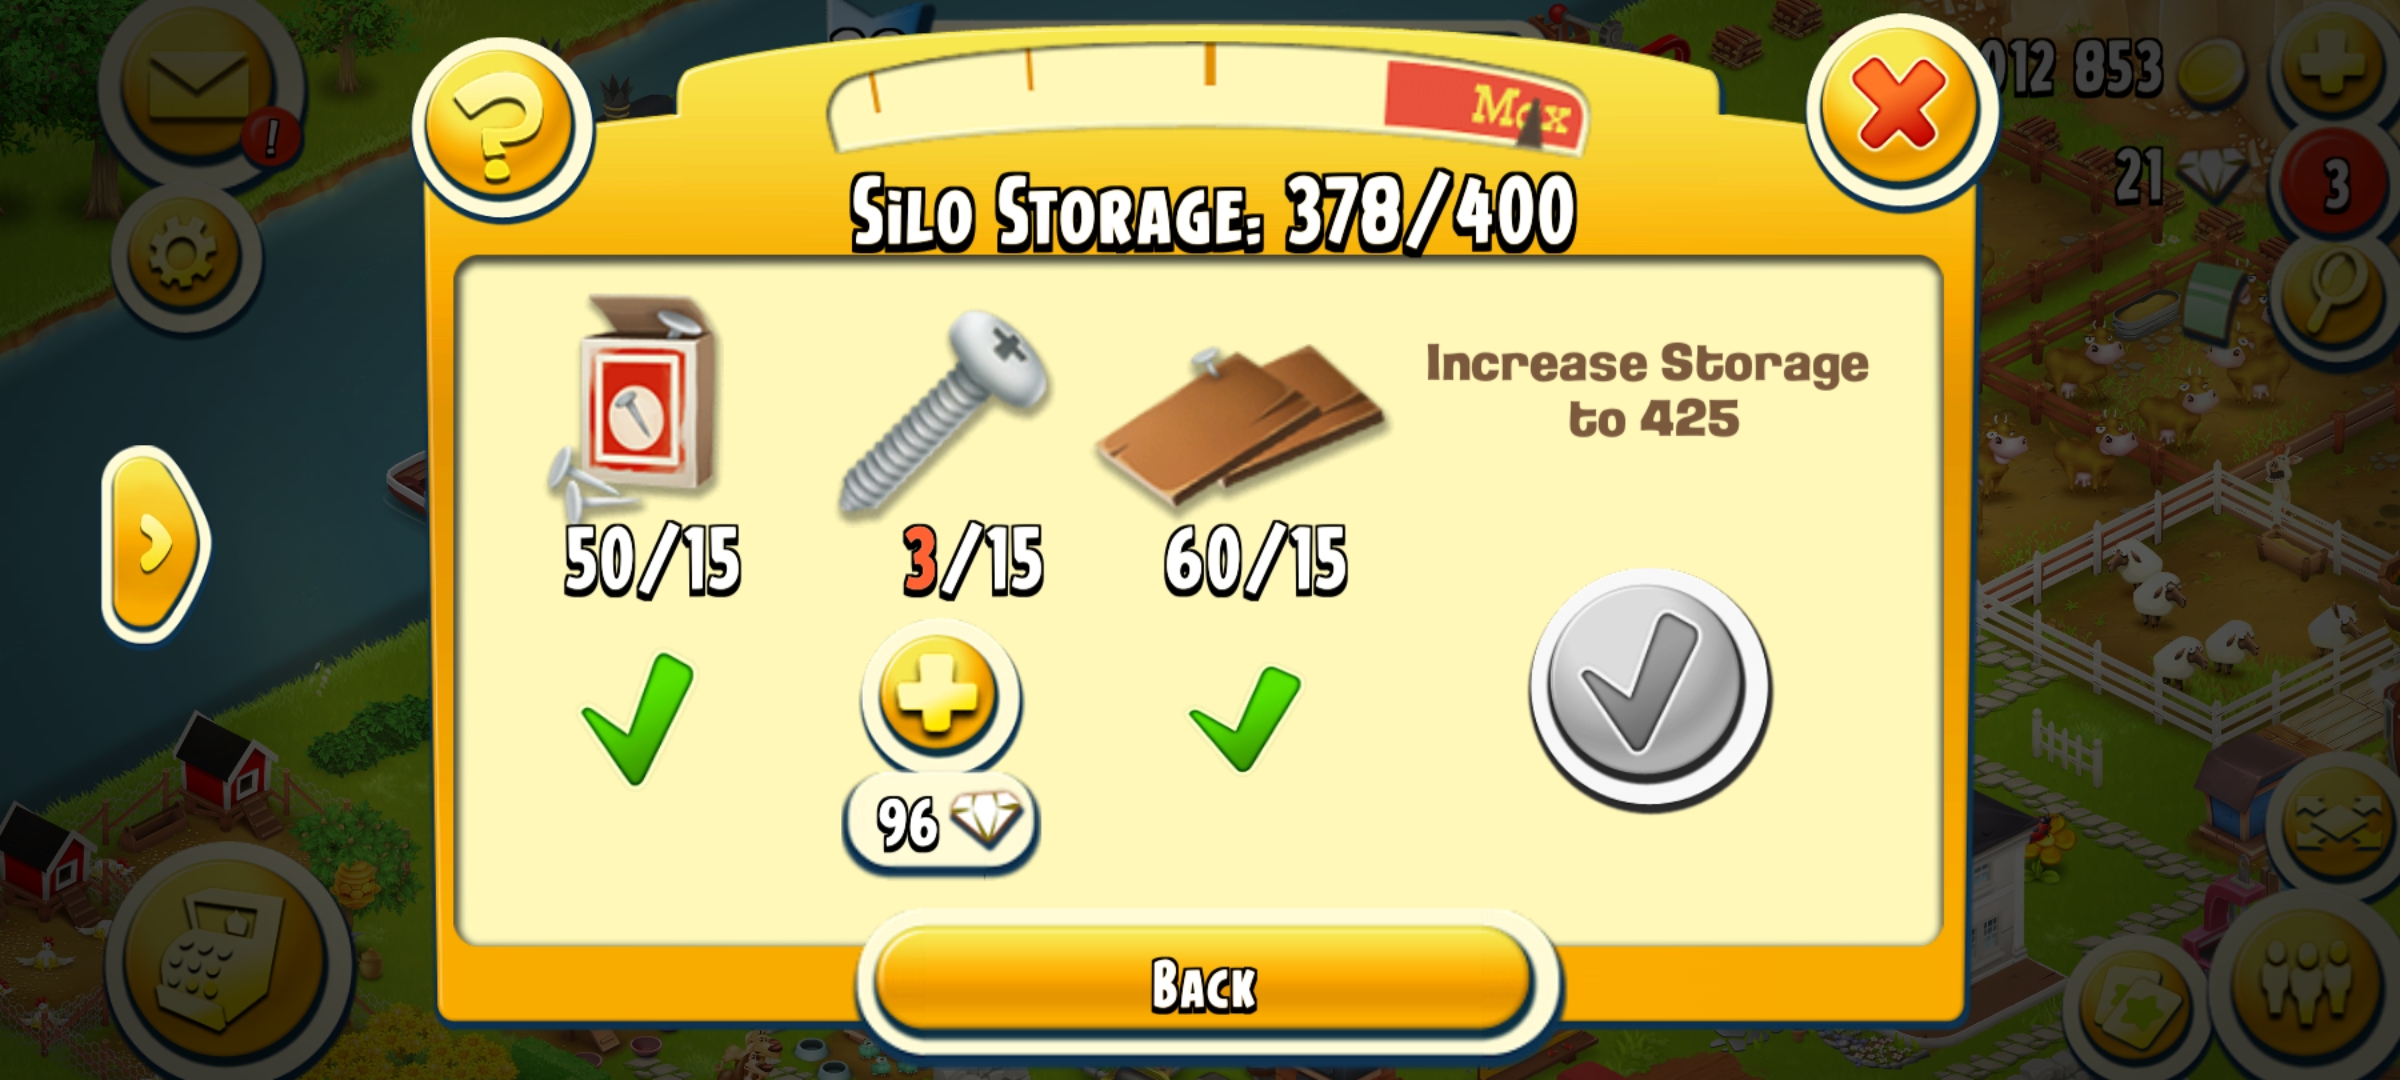 Max
012 853
!
21
3
Silo Storage: 378/400
Increase Storage
to 425
50/15
3/15
60/15
96
Back